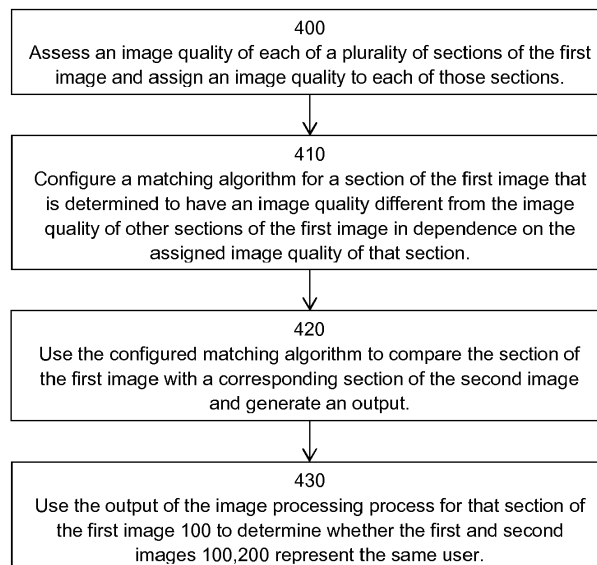 400
Assess an image quality of each of a plurality of sections of the first
image and assign an image quality to each of those sections.
410
Configure a matching algorithm for a section of the first image that
is determined to have an image quality different from the image
quality of other sections of the first image in dependence on the
assigned image quality of that section.
420
Use the configured matching algorithm to compare the section of
the first image with a corresponding section of the second image
and generate an output.
430
Use the output of the image processing process for that section of
the first image 100 to determine whether the first and second
images 100,200 represent the same user.